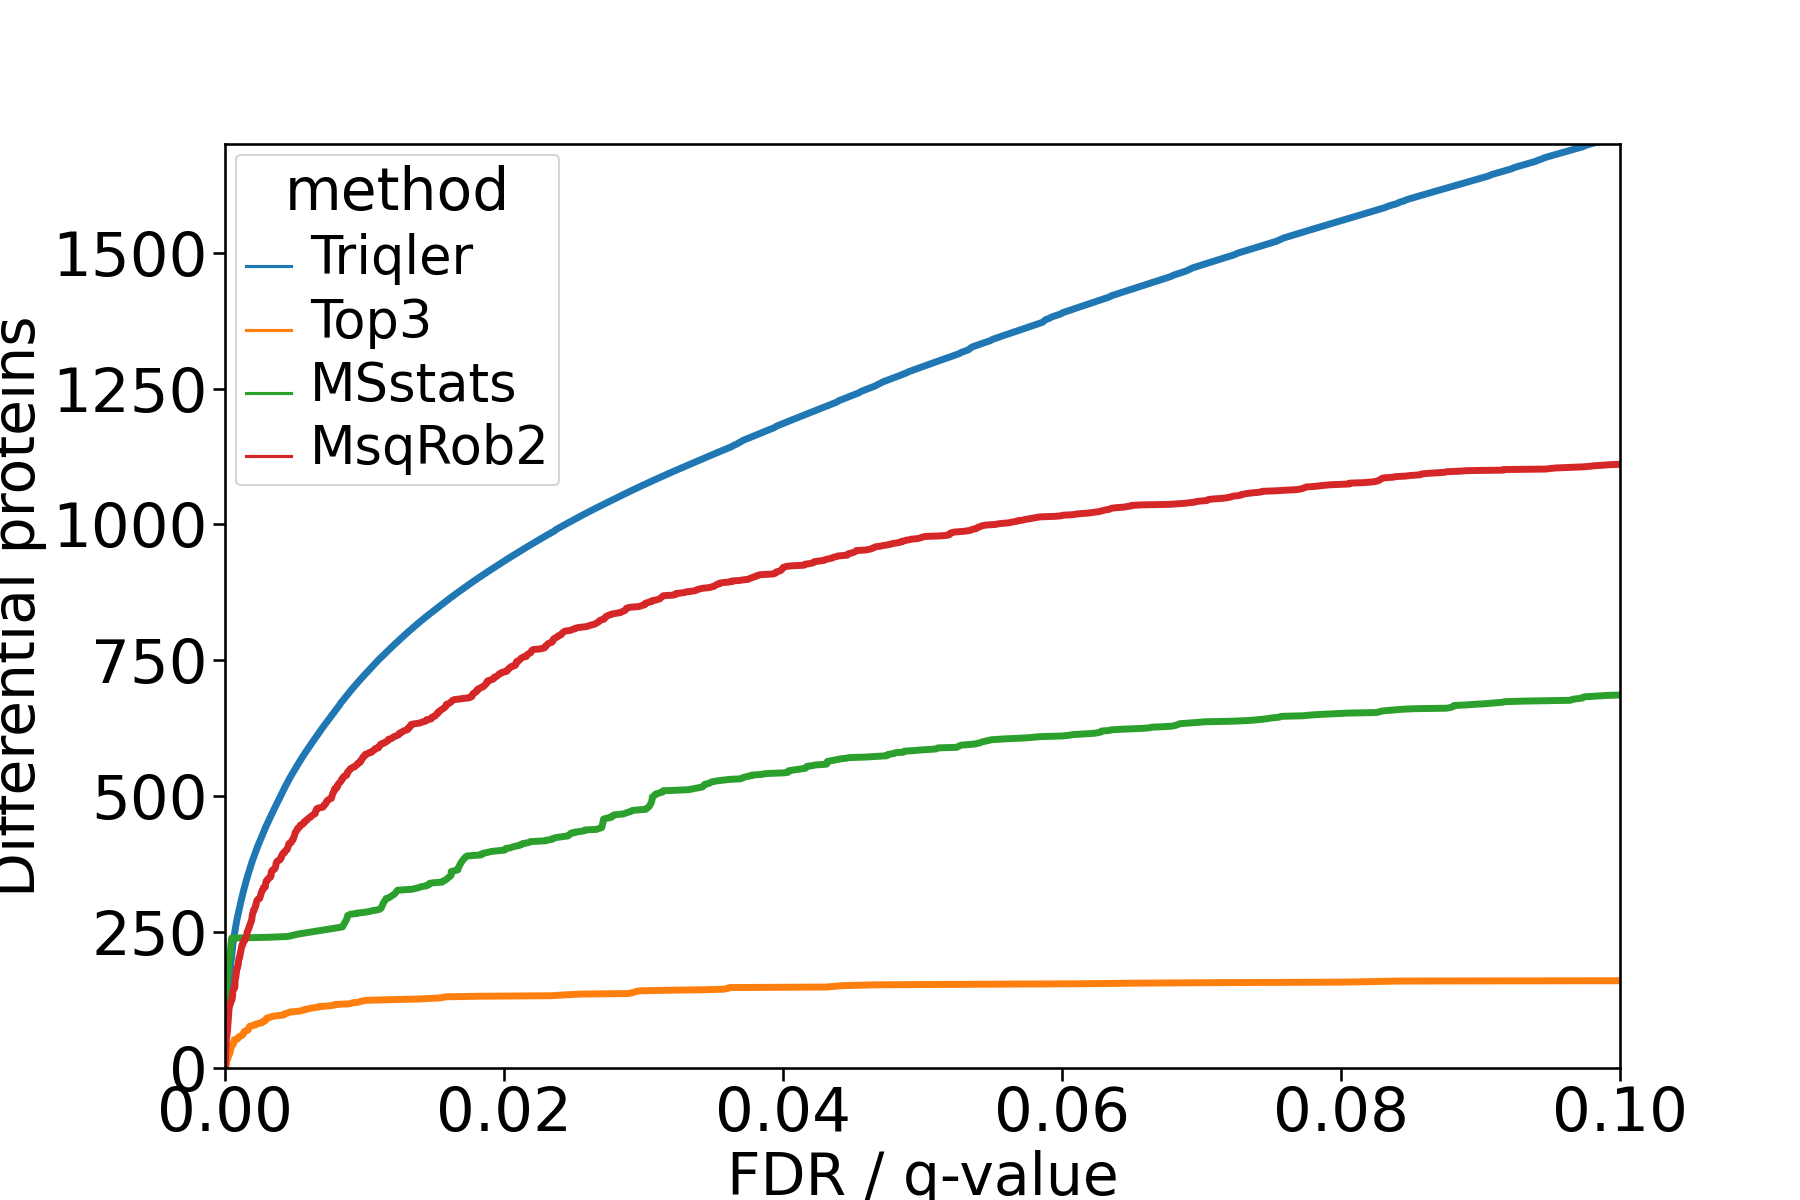 method
Triqler
Top3
MSstats
MsqRob2
Differential proteins
1500
1250
1000
750
500
250
0
0.00 0.02 0.04 0.06 0.08 0.10
FDR / q-value